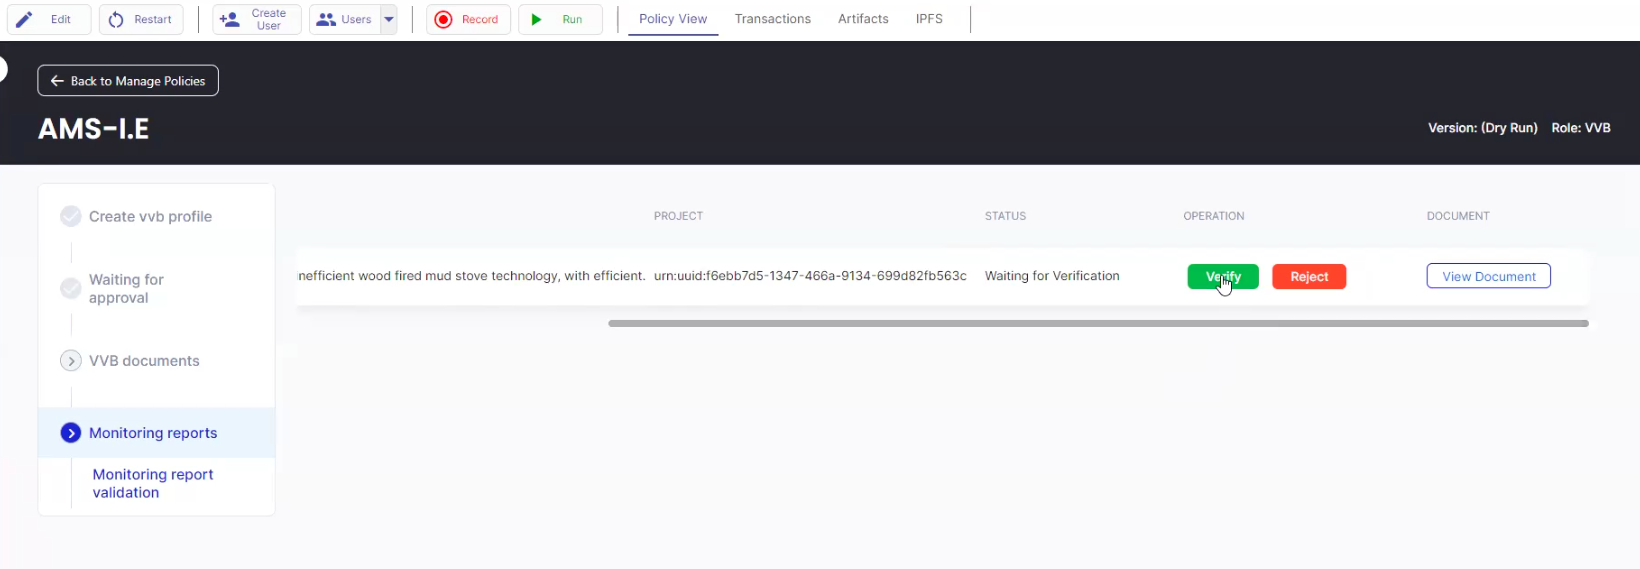 Edit
Restart
Create
User
Users
Record
Run
Policy View
Transactions
Artifacts
IPFS
Back to Manage Policies
AMS-I.E
Version: (Dry Run)
Role: VVB
Create vvb profile
Waiting for
approval
VVB documents
Monitoring reports
Monitoring report
validation
PROJECT
STATUS
OPERATION
DOCUMENT
wood fired mud stove technology, with efficient.
urn:uuid:f6ebb7d5-1347-466a-9134-699d82fb563c
Waiting for Verification
Verify
Reject
View Document